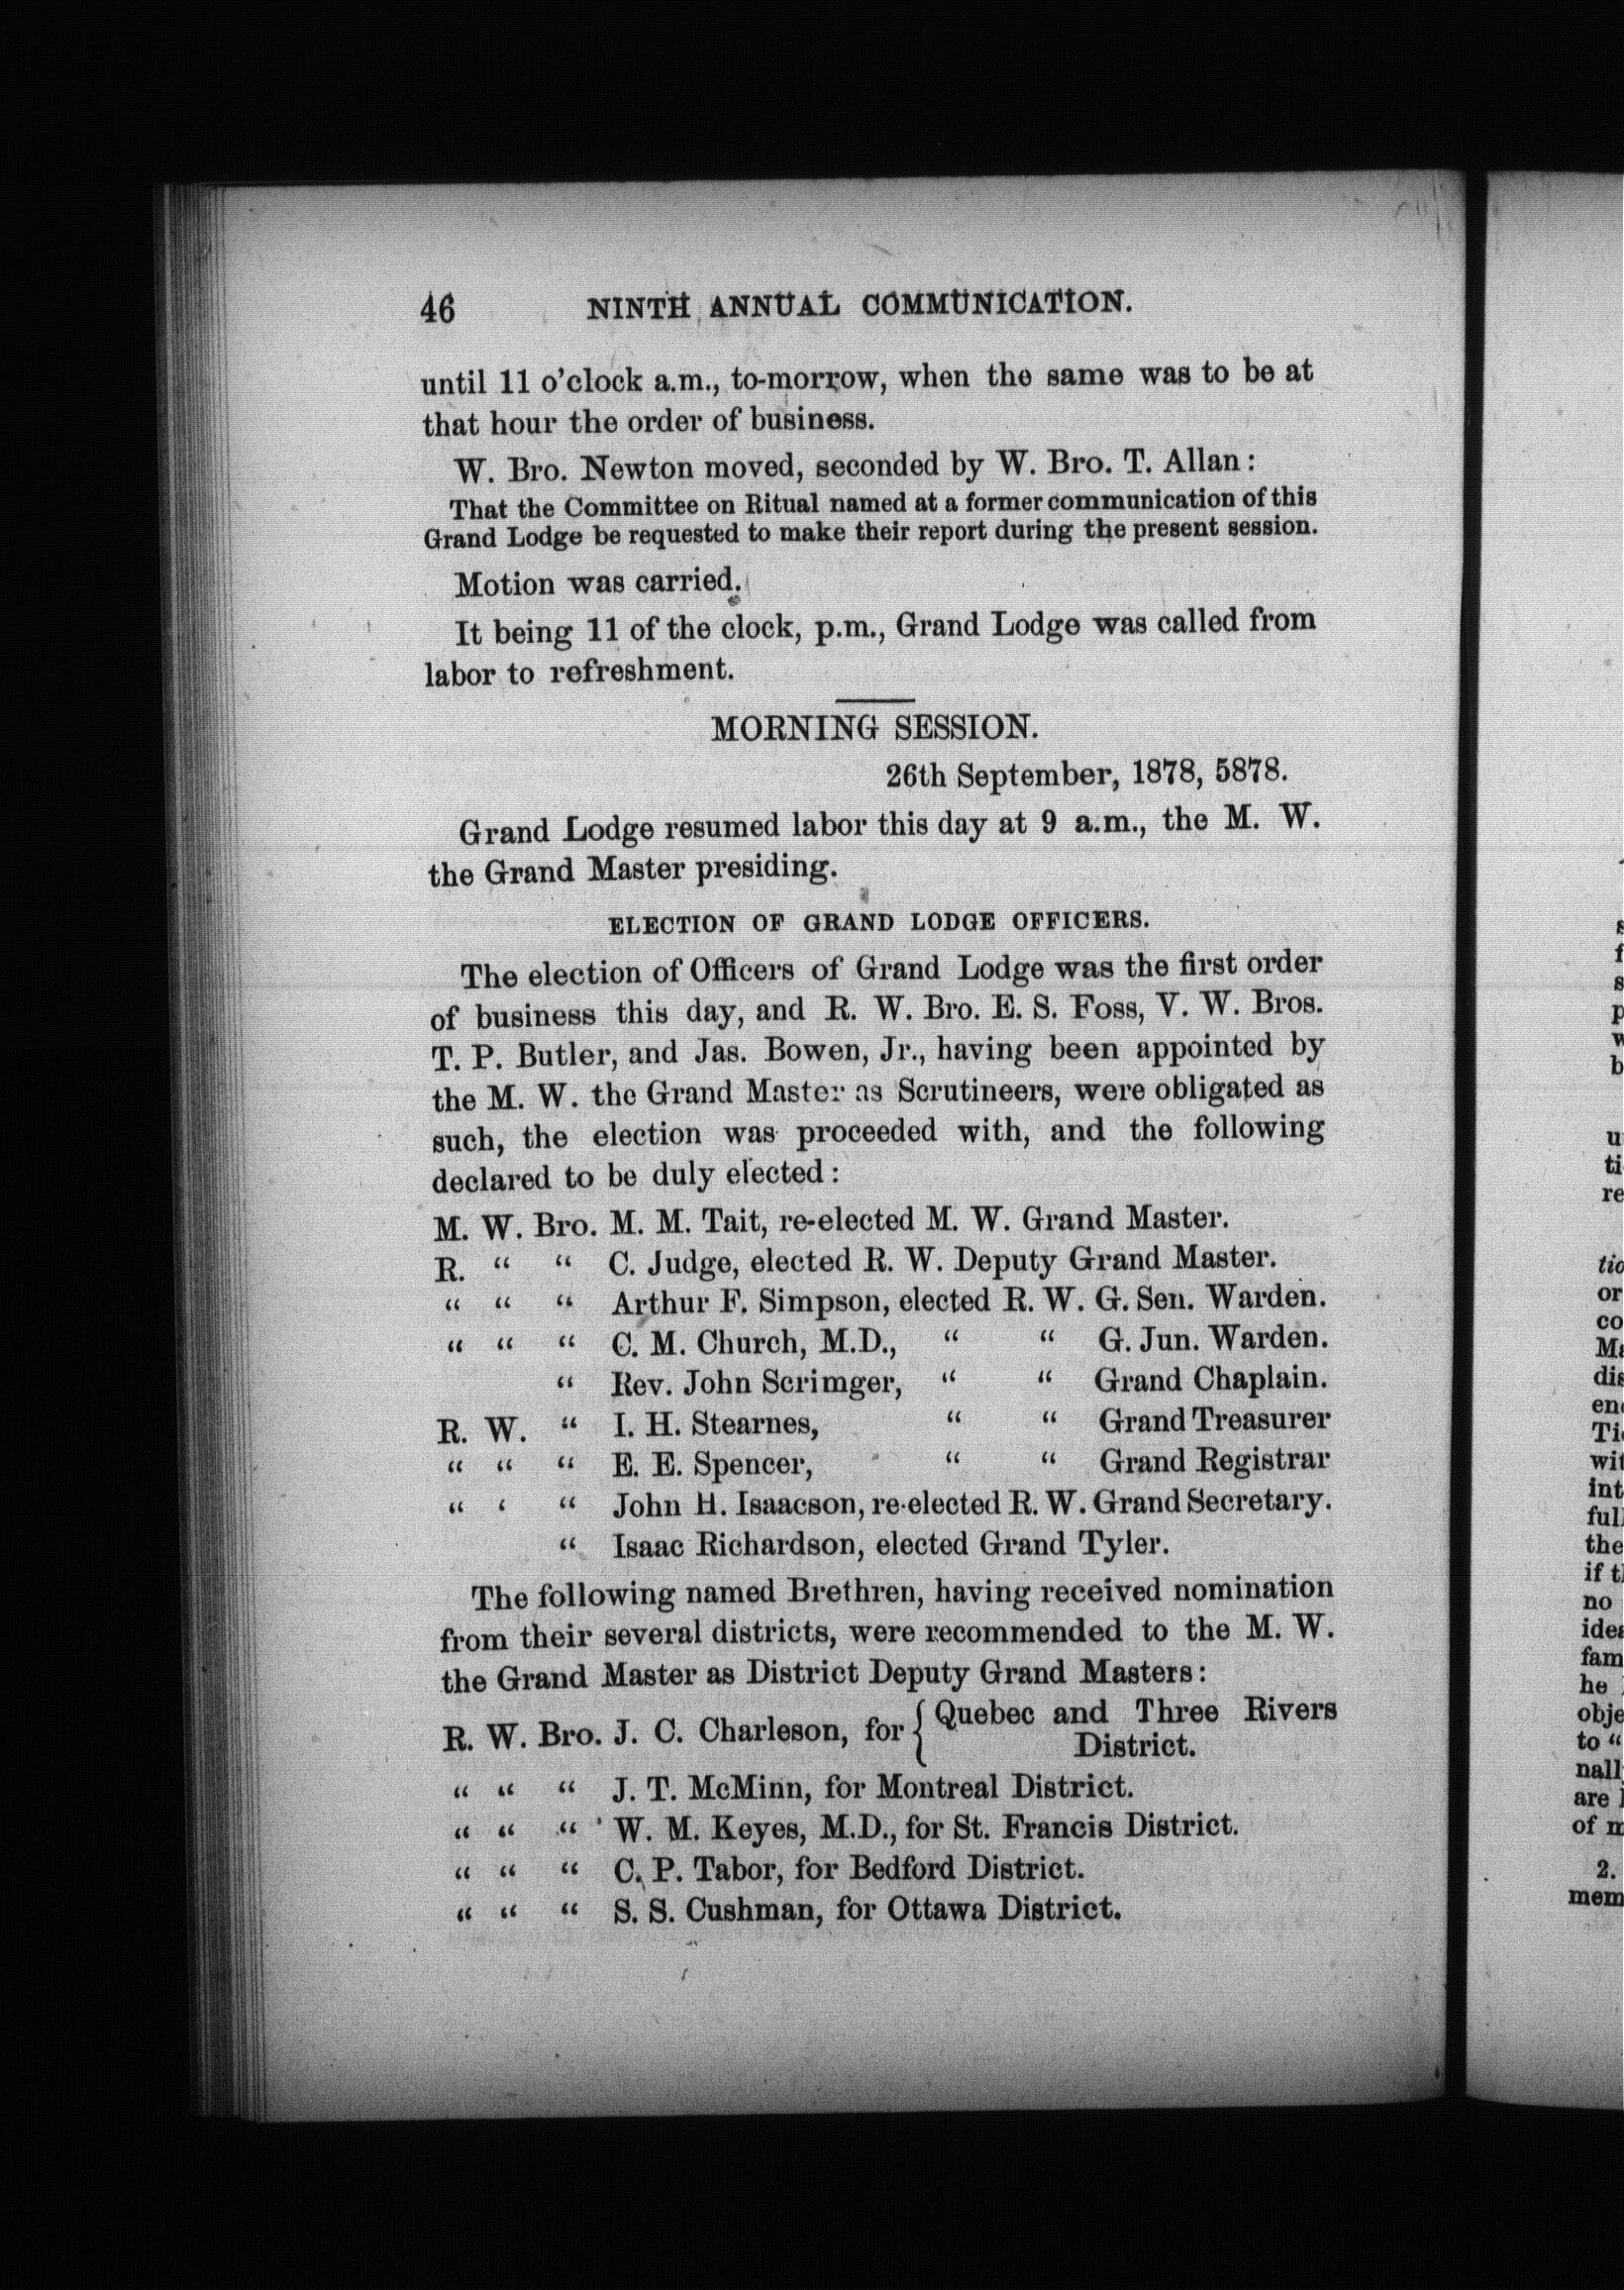 46 NINTH ANNUAL COMMUNICATION.
until 11 o'clock a.m., to-morrow, when the same was to be at
that hour the order of business.
W. Bro. Newton moved, seconded by W. Bro. T. Allan:
That the Committee on Ritual named at a former communication of this
Grand Lodge be requested to make their report during the present session.
Motion was carried.
It being 11 of the clock, p.m., Grand Lodge was called from
labor to refreshment.
MORNING SESSION.
26th September, 1878, 5878.
Grand Lodge resumed labor this day at 9 a.m., the M. W.
the Grand Master presiding.
ELECTION OF GRAND LODGE OFFICERS.
The election of Officers of Grand Lodge was the first order
of business this day, and R. W. Bro. E. S. Foss, V. W. Bros.
T. P. Butler, and Jas. Bowen, Jr., having been appointed by
the M. W. the Grand Master as Scrutineers, were obligated as
such, the election was proceeded with, and the following
declared to be duly elected:
M. W. Bro. M. M. Tait, re-elected M. W. Grand Master.
R. “ “ C. Judge, elected R. W. Deputy Grand Master.
“ “ “ Arthur F. Simpson, elected R. W. G. Sen. Warden.
“ “ “ C. M. Church, M.D., “ “ G. Jun. Warden.
“ Rev. John Scrimger, “ “ Grand Chaplain.
R. W. “ I. H. Stearnes, “ “ Grand Treasurer
“ “ “ E. E. Spencer, “ “ Grand Registrar
“ ‘ “ John H. Isaacson, re-elected R. W. Grand Secretary.
“ Isaac Richardson, elected Grand Tyler.
The following named Brethren, having received nomination
from their several districts, were recommended to the M. W.
the Grand Master as District Deputy Grand Masters:
R. W. Bro. J. C. Charleson, for { Quebec and Three Rivers
District.
“ “ “ J. T. McMinn, for Montreal District.
“ “ “ W. M. Keyes, M.D., for St. Francis District.
“ “ “ C. P. Tabor, for Bedford District.
“ “ “ S. S. Cushman, for Ottawa District.